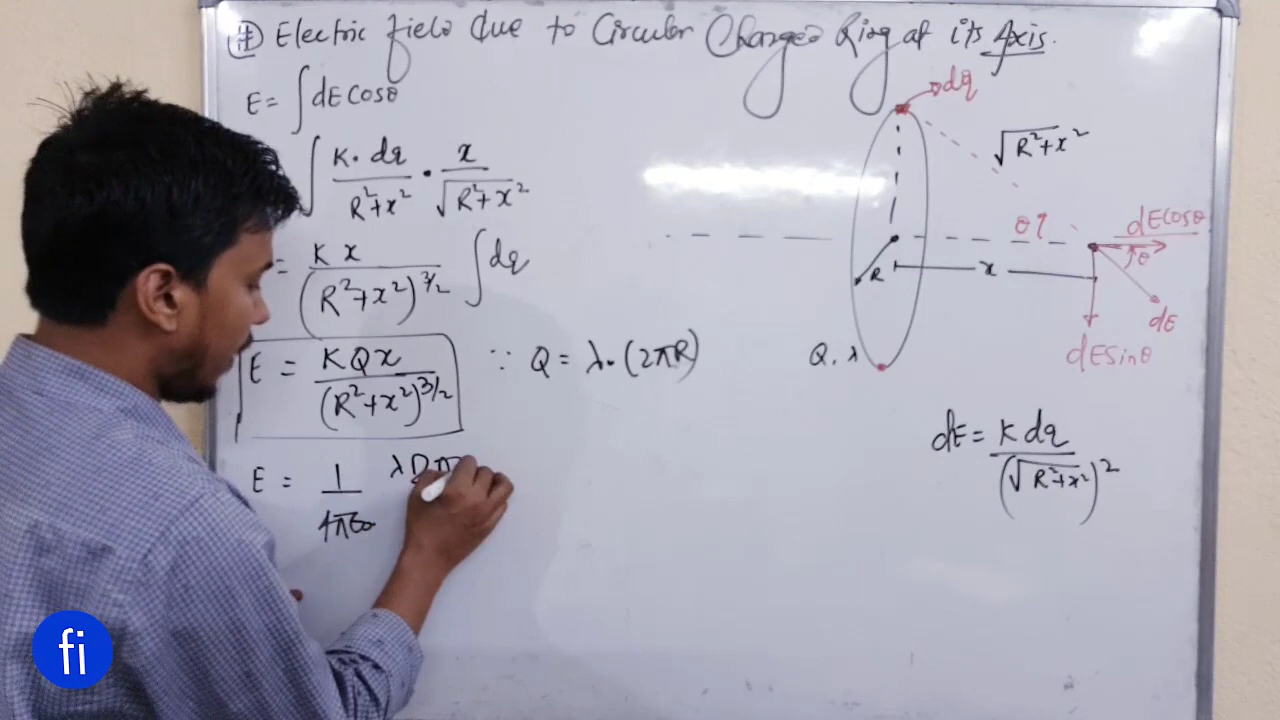 # Electric field due to Circular Charged Ring at its Axis.
E = ∫ dE Cosθ
∫ K · dq / (R²+x²) · x / √(R²+x²)
= K x / (R²+x²)^3/2 ∫ dq
E = K Q x / (R²+x²)^3/2 ∵ Q = λ · (2πR)
E = 1 / 4πε₀ λ 2π
dq
√(R²+x²)
θ
dE Cosθ
θ
R
x
dE
dE Sinθ
Q, λ
dE = K dq / (√(R²+x²))²
fi